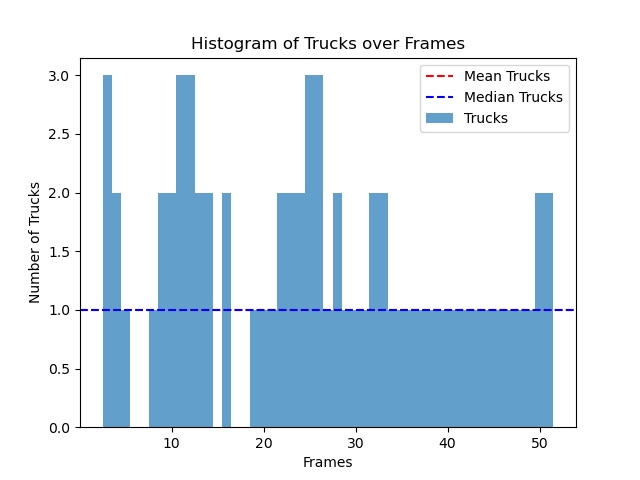 Histogram of Trucks over Frames
Mean Trucks
Median Trucks
Trucks
Number of Trucks
3.0
2.5
2.0
1.5
1.0
0.5
0.0
10 20 30 40 50
Frames